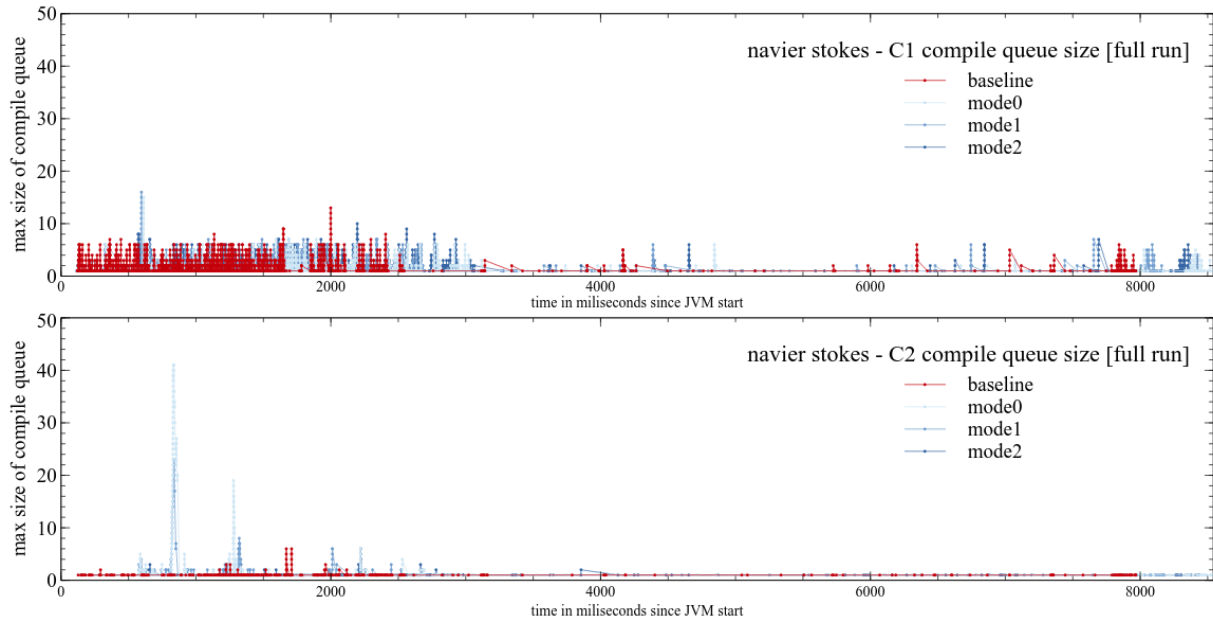 50
navier stokes - C1 compile queue size [full run]
40
baseline
mode0
30
mode1
mode2
20
10
0
max size of compile queue
0 2000 4000 6000 8000
time in miliseconds since JVM start
50
navier stokes - C2 compile queue size [full run]
40
baseline
mode0
30
mode1
mode2
20
10
0
max size of compile queue
0 2000 4000 6000 8000
time in miliseconds since JVM start